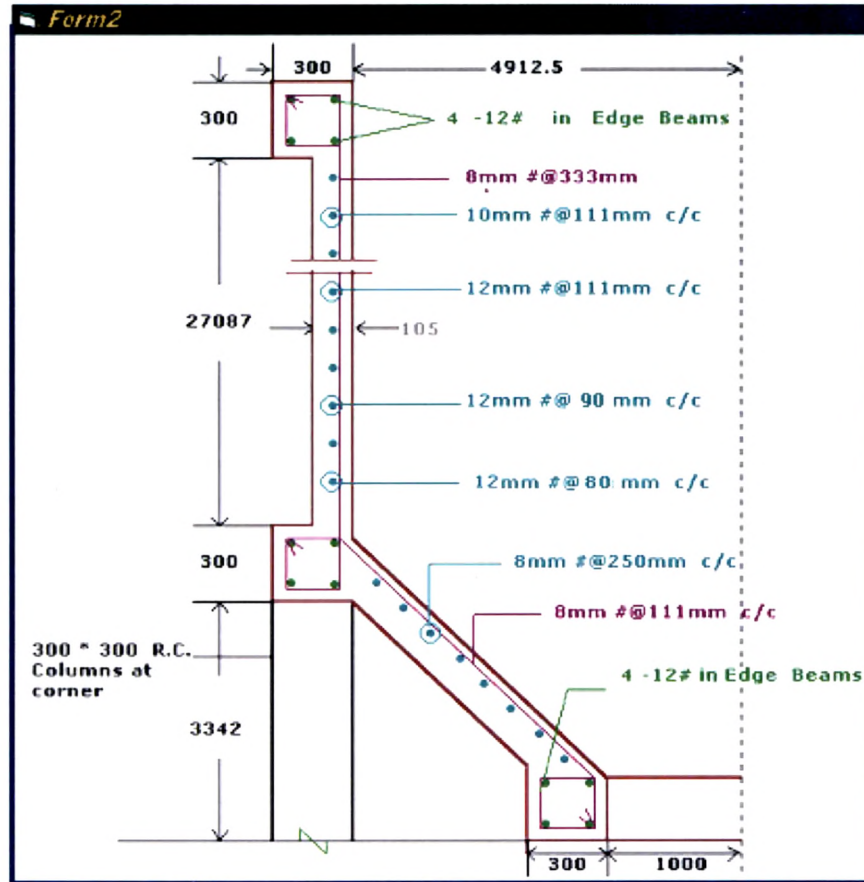 Form2
300
4912.5
300
4 -12# in Edge Beams
8mm #@333mm
10mm #@111mm c/c
12mm #@111mm c/c
27087
105
12mm #@ 90 mm c/c
12mm #@80 mm c/c
300
8mm #@250mm c/c
8mm #@111mm c/c
300 * 300 R.C.
Columns at
corner
4 -12# in Edge Beams
3342
300
1000